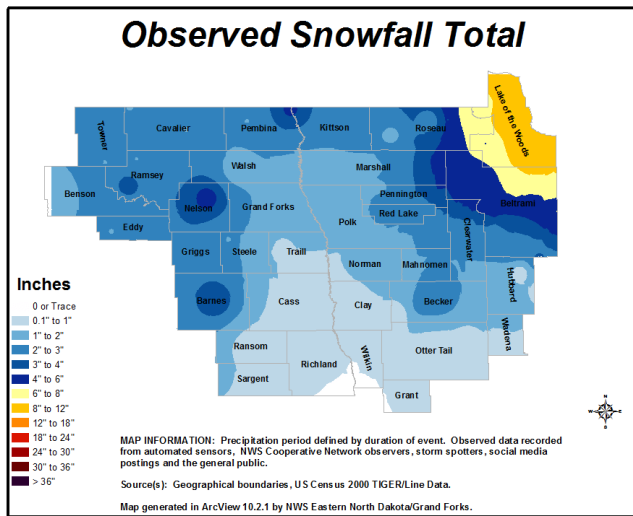 Observed Snowfall Total
Lake of the Woods
Towner
Cavalier
Pembina
Kittson
Roseau
Benson
Ramsey
Walsh
Marshall
Nelson
Grand Forks
Pennington
Red Lake
Polk
Beltrami
Clearwater
Eddy
Griggs
Steele
Traill
Norman
Mahnomen
Hubbard
Barnes
Cass
Clay
Becker
Wadena
Ransom
Richland
Wilkin
Otter Tail
Sargent
Grant
Inches
0 or Trace
0.1" to 1"
1" to 2"
2" to 3"
3" to 4"
4" to 6"
6" to 8"
8" to 12"
12" to 18"
18" to 24"
24" to 30"
30" to 36"
> 36"
MAP INFORMATION: Precipitation period defined by duration of event. Observed data recorded
from automated sensors, NWS Cooperative Network observers, storm spotters, social media
postings and the general public.
Source(s): Geographical boundaries, US Census 2000 TIGER/Line Data.
Map generated in ArcView 10.2.1 by NWS Eastern North Dakota/Grand Forks.